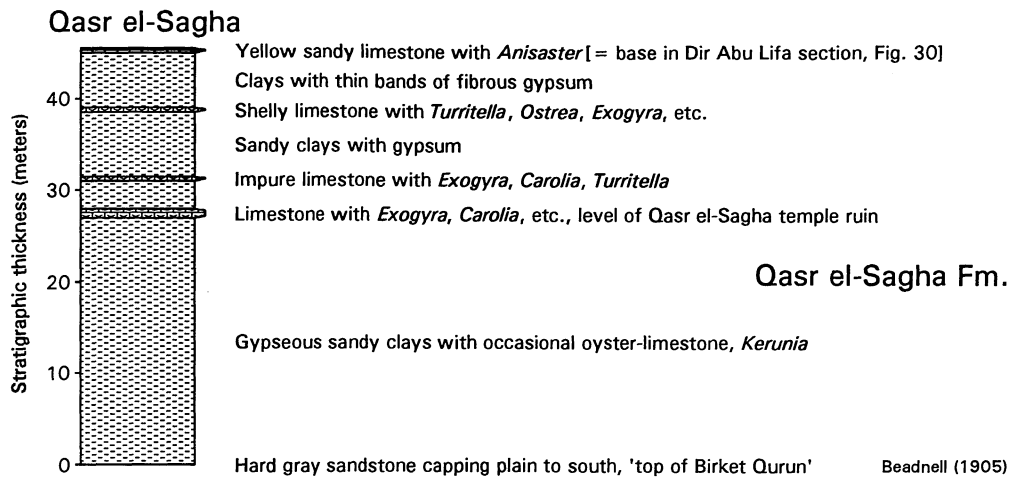 Qasr el-Sagha
Yellow sandy limestone with Anisaster [= base in Dir Abu Lifa section, Fig. 30]
Clays with thin bands of fibrous gypsum
40
Shelly limestone with Turritella, Ostrea, Exogyra, etc.
Sandy clays with gypsum
Impure limestone with Exogyra, Carolia, Turritella
30
Limestone with Exogyra, Carolia, etc., level of Qasr el-Sagha temple ruin
Stratigraphic thickness (meters)
Qasr el-Sagha Fm.
20
Gypseous sandy clays with occasional oyster-limestone, Kerunia
10
0
Hard gray sandstone capping plain to south, 'top of Birket Qurun'
Beadnell (1905)